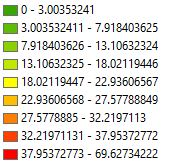 0 - 3.00353241
3.003532411 - 7.918403625
7.918403626 - 13.10632324
13.10632325 - 18.02119446
18.02119447 - 22.93606567
22.93606568 - 27.57788849
27.5778885 - 32.2197113
32.21971131 - 37.95372772
37.95372773 - 69.62734222